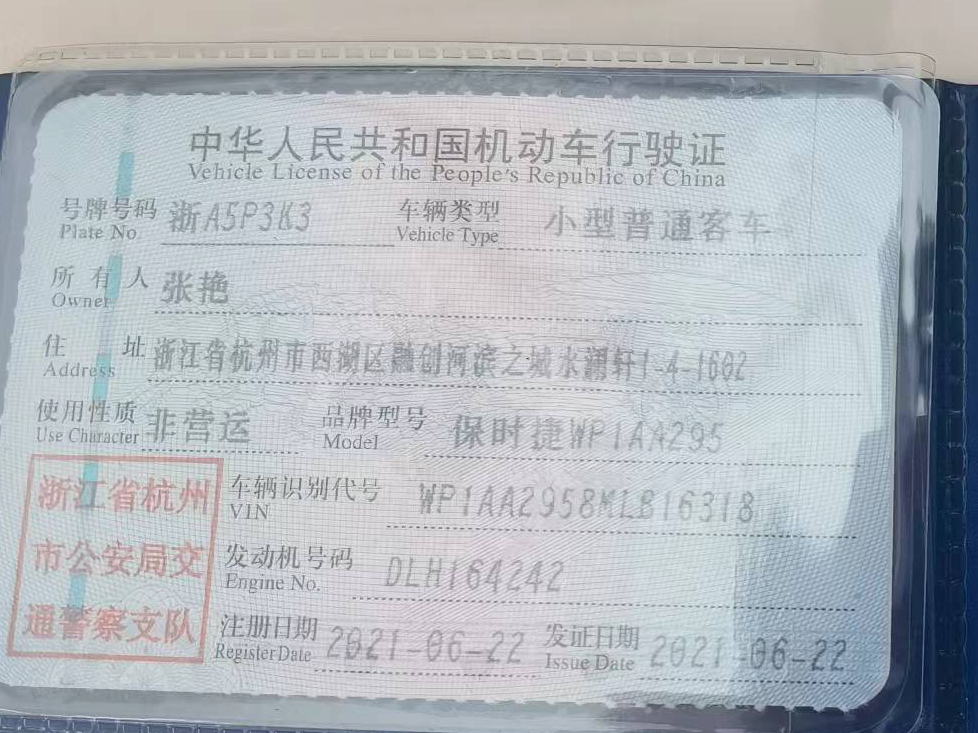 中华人民共和国机动车行驶证
Vehicle License of the People's Republic of China
号牌号码 浙A5P3K3 车辆类型 小型普通客车
Plate No. Vehicle Type
所有人 张艳
Owner
住址 浙江省杭州市西湖区融创河滨之城水澜轩1-4-1602
Address
使用性质 非营运 品牌型号 保时捷WP1AA295
Use Character Model
浙江省杭州 车辆识别代号 WP1AA2958MLB16318
VIN
市公安局交 发动机号码 DLH164242
Engine No.
通警察支队 注册日期 2021-06-22 发证日期 2021-06-22
Register Date Issue Date